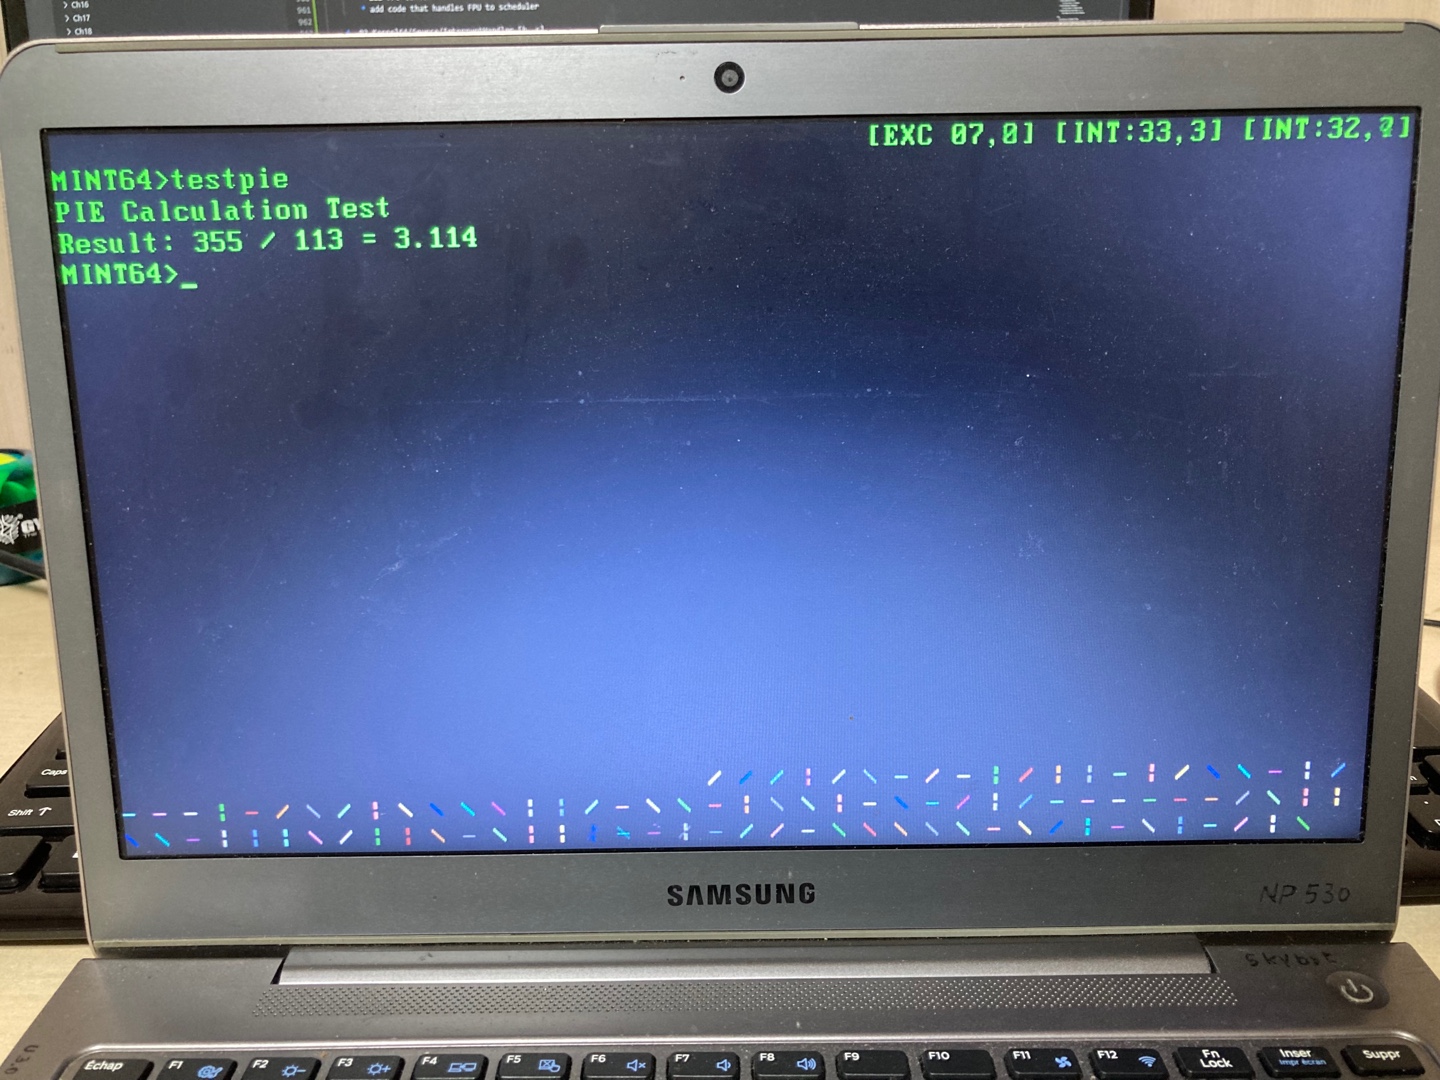 Ch16
Ch17
Ch18
961
962
* add code that handles FPU to scheduler
[EXC 07,0] [INT:33,3] [INT:32,?]
MINT64>testpie
PIE Calculation Test
Result: 355 / 113 = 3.114
MINT64>_
Caps
Shift
SAMSUNG
NP 530
Échap
F1
F2
F3
F4
F5
F6
F7
F8
F9
F10
F11
F12
Fn Lock
Inser
Impr écran
Suppr